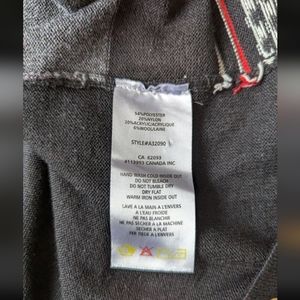 54%POLYESTER
20%NYLON
20%ACRYLIC/ACRYLIQUE
6%WOOL/LAINE
STYLE#A32090
CA 62093
#113993 CANADA INC
HAND WASH COLD INSIDE OUT
DO NOT BLEACH
DO NOT TUMBLE DRY
DRY FLAT
WARM IRON INSIDE OUT
LAVE A LA MAIN A L'ENVERS
A L'EAU FROIDE
NE PAS BLANCHIR
NE PAS SECHER A LA MACHINE
SECHER A PLAT
FER TIEDE A L'ENVERS